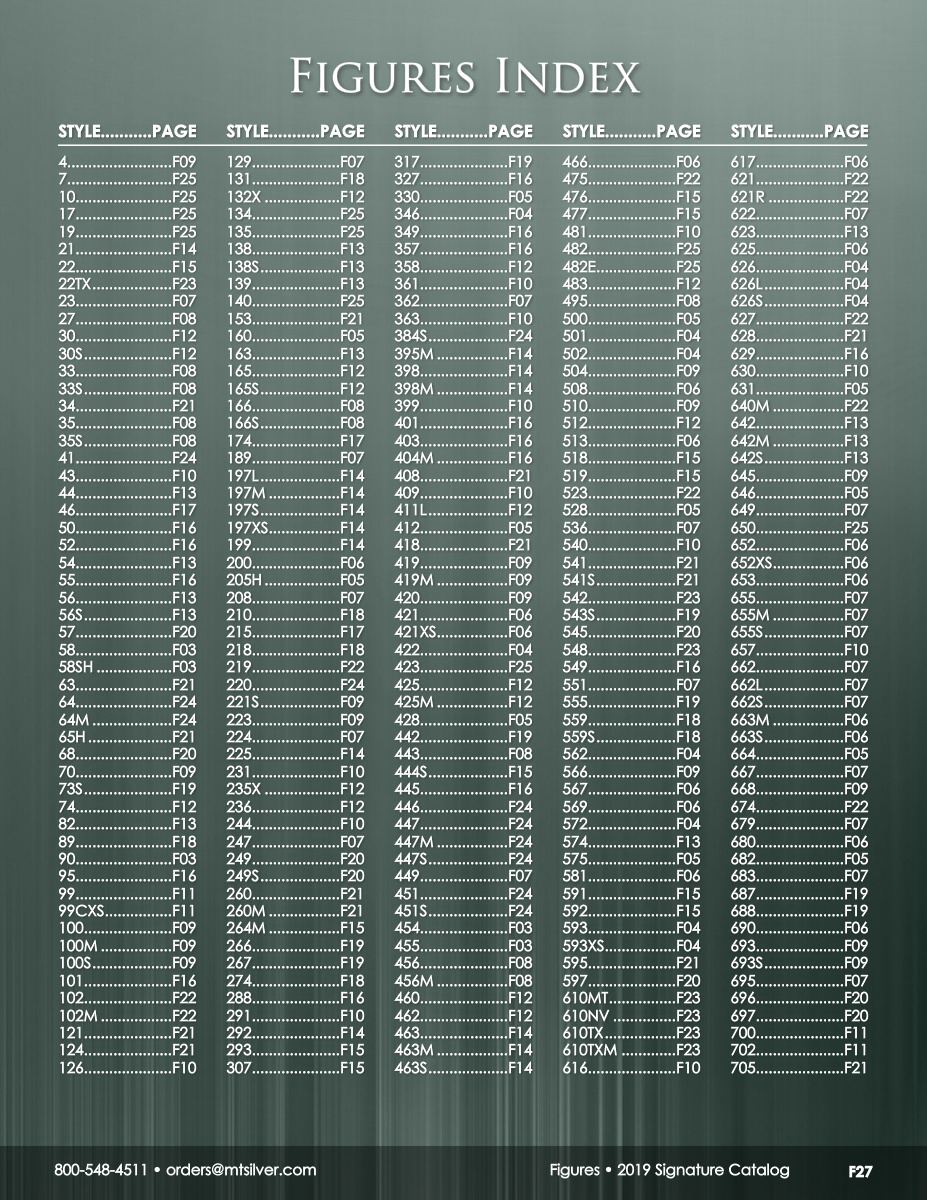 FIGURES INDEX
STYLE...........PAGE
4........................F09
7........................F25
10......................F25
17......................F25
19......................F25
21......................F14
22......................F15
22TX..................F23
23......................F07
27......................F08
30......................F12
30S....................F12
33......................F08
33S....................F08
34......................F21
35......................F08
35S....................F08
41......................F24
43......................F10
44......................F13
46......................F17
50......................F16
52......................F16
54......................F13
55......................F16
56......................F13
56S....................F13
57......................F20
58......................F03
58SH .................F03
63......................F21
64......................F24
64M ..................F24
65H...................F21
68......................F20
70......................F09
73S....................F19
74......................F12
82......................F13
89......................F18
90......................F03
95......................F16
99......................F11
99CXS...............F11
100....................F09
100M ................F09
100S..................F09
101....................F16
102....................F22
102M ................F22
121....................F21
124....................F21
126....................F10
STYLE...........PAGE
129....................F07
131....................F18
132X .................F12
134....................F25
135....................F25
138....................F13
138S..................F13
139....................F13
140....................F25
153....................F21
160....................F05
163....................F13
165....................F12
165S..................F12
166....................F08
166S..................F08
174....................F17
189....................F07
197L..................F14
197M ................F14
197S..................F14
197XS................F14
199....................F14
200....................F06
205H.................F05
208....................F07
210....................F18
215....................F17
218....................F18
219....................F22
220....................F24
221S..................F09
223....................F09
224....................F07
225....................F14
231....................F10
235X .................F12
236....................F12
244....................F10
247....................F07
249....................F20
249S..................F20
260....................F21
260M ................F21
264M ................F15
266....................F19
267....................F19
274....................F18
288....................F16
291....................F10
292....................F14
293....................F15
307....................F15
STYLE...........PAGE
317....................F19
327....................F16
330....................F05
346....................F04
349....................F16
357....................F16
358....................F12
361....................F10
362....................F07
363....................F10
384S..................F24
395M ................F14
398....................F14
398M ................F14
399....................F10
401....................F16
403....................F16
404M ................F16
408....................F21
409....................F10
411L..................F12
412....................F05
418....................F21
419....................F09
419M ................F09
420....................F09
421....................F06
421XS................F06
422....................F04
423....................F25
425....................F12
425M ................F12
428....................F05
442....................F19
443....................F08
444S..................F15
445....................F16
446....................F24
447....................F24
447M ................F24
447S..................F24
449....................F07
451....................F24
451S..................F24
454....................F03
455....................F03
456....................F08
456M ................F08
460....................F12
462....................F12
463....................F14
463M ................F14
463S..................F14
STYLE...........PAGE
466....................F06
475....................F22
476....................F15
477....................F15
481....................F10
482....................F25
482E..................F25
483....................F12
495....................F08
500....................F05
501....................F04
502....................F04
504....................F09
508....................F06
510....................F09
512....................F12
513....................F06
518....................F15
519....................F15
523....................F22
528....................F05
536....................F07
540....................F10
541....................F21
541S..................F21
542....................F23
543S..................F19
545....................F20
548....................F23
549....................F16
551....................F07
555....................F19
559....................F18
559S..................F18
562....................F04
566....................F09
567....................F06
569....................F06
572....................F04
574....................F13
575....................F05
581....................F06
591....................F15
592....................F15
593....................F04
593XS................F04
595....................F21
597....................F20
610MT...............F23
610NV ..............F23
610TX................F23
610TXM ............F23
616....................F10
STYLE...........PAGE
617....................F06
621....................F22
621R .................F22
622....................F07
623....................F13
625....................F06
626....................F04
626L..................F04
626S..................F04
627....................F22
628....................F21
629....................F16
630....................F10
631....................F05
640M ................F22
642....................F13
642M ................F13
642S..................F13
645....................F09
646....................F05
649....................F07
650....................F25
652....................F06
652XS................F06
653....................F06
655....................F07
655M ................F07
655S..................F07
657....................F10
662....................F07
662L..................F07
662S..................F07
663M ................F06
663S..................F06
664....................F05
667....................F07
668....................F09
674....................F22
679....................F07
680....................F06
682....................F05
683....................F07
687....................F19
688....................F19
690....................F06
693....................F09
693S..................F09
695....................F07
696....................F20
697....................F20
700....................F11
702....................F11
705....................F21
800-548-4511 • orders@mtsilver.com
Figures • 2019 Signature Catalog
F27